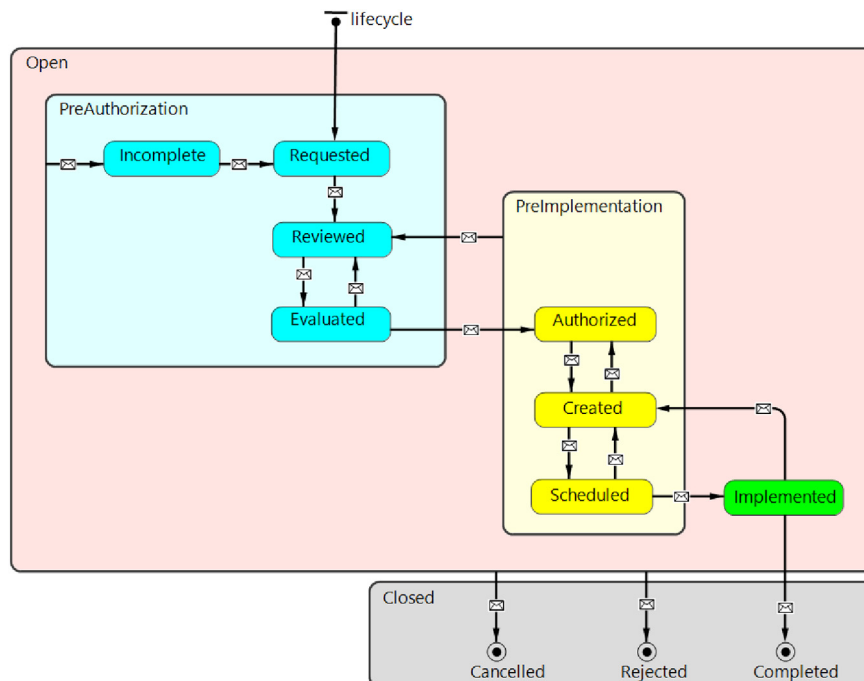 lifecycle
Open
PreAuthorization
Incomplete
Requested
PreImplementation
Reviewed
Evaluated
Authorized
Created
Scheduled
Implemented
Closed
Cancelled
Rejected
Completed